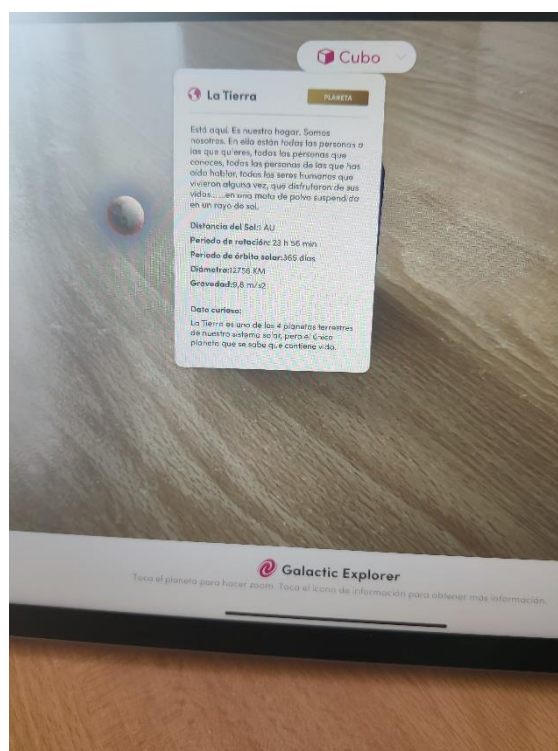 Cubo
La Tierra
PLANETA
Está aquí. Es nuestro hogar. Somos
nosotros. En ella están todas las personas a
las que quieres, todas las personas que
conoces, todas las personas de las que has
oído hablar, todos los seres humanos que
vivieron alguna vez, que disfrutaron de sus
vidas......en una mota de polvo suspendida
en un rayo de sol.
Distancia del Sol:1 AU
Periodo de rotación: 23 h 56 min
Periodo de órbita solar:365 días
Diámetro:12756 KM
Gravedad:9,8 m/s2
Dato curioso:
La Tierra es uno de los 4 planetas terrestres
de nuestro sistema solar, pero el único
planeta que se sabe que contiene vida.
Galactic Explorer
Toca el planeta para hacer zoom. Toca el icono de información para obtener más información.